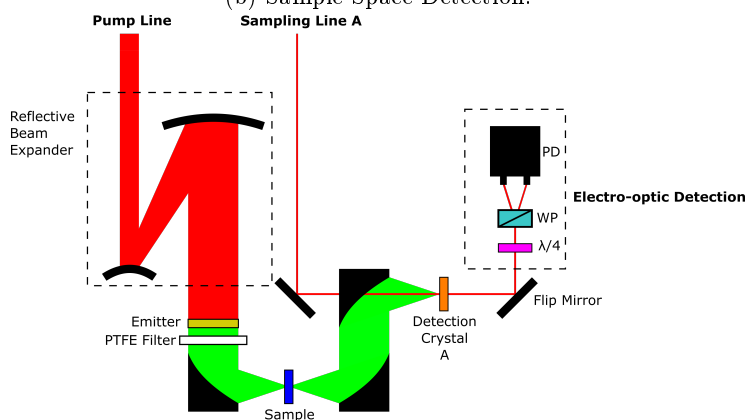 (b) Sample Space Detection.
Pump Line
Sampling Line A
Reflective
Beam
Expander
PD
Electro-optic Detection
WP
λ/4
Flip Mirror
Emitter
Detection
Crystal
A
PTFE Filter
Sample